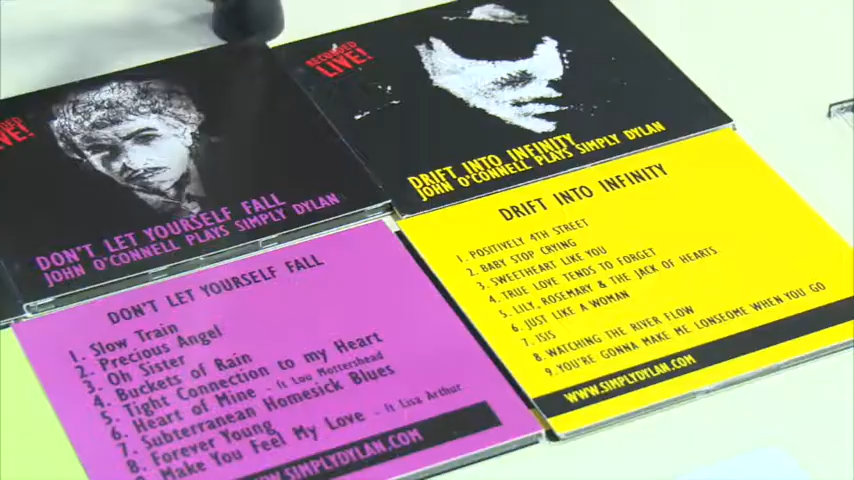 RECORDED
LIVE!
DRIFT INTO INFINITY
JOHN O'CONNELL PLAYS SIMPLY DYLAN
LIVE!
DON'T LET YOURSELF FALL
JOHN O'CONNELL PLAYS SIMPLY DYLAN
DRIFT INTO INFINITY
1. POSITIVELY 4TH STREET
2. BABY STOP CRYING
3. SWEETHEART LIKE YOU
4. TRUE LOVE TENDS TO FORGET
5. LILY, ROSEMARY & THE JACK OF HEARTS
6. JUST LIKE A WOMAN
7. ISIS
8. WATCHING THE RIVER FLOW
9. YOU'RE GONNA MAKE ME LONSEOME WHEN YOU GO
WWW.SIMPLYDYLAN.COM
DON'T LET YOURSELF FALL
1. Slow Train
2. Precious Angel
3. Oh Sister
4. Buckets of Rain
5. Tight Connection to my Heart
6. Heart of Mine - ft Lou Mottershead
7. Subterranean Homesick Blues
8. Forever Young
Make You Feel My Love - ft Lisa Arthur
WWW.SIMPLYDYLAN.COM